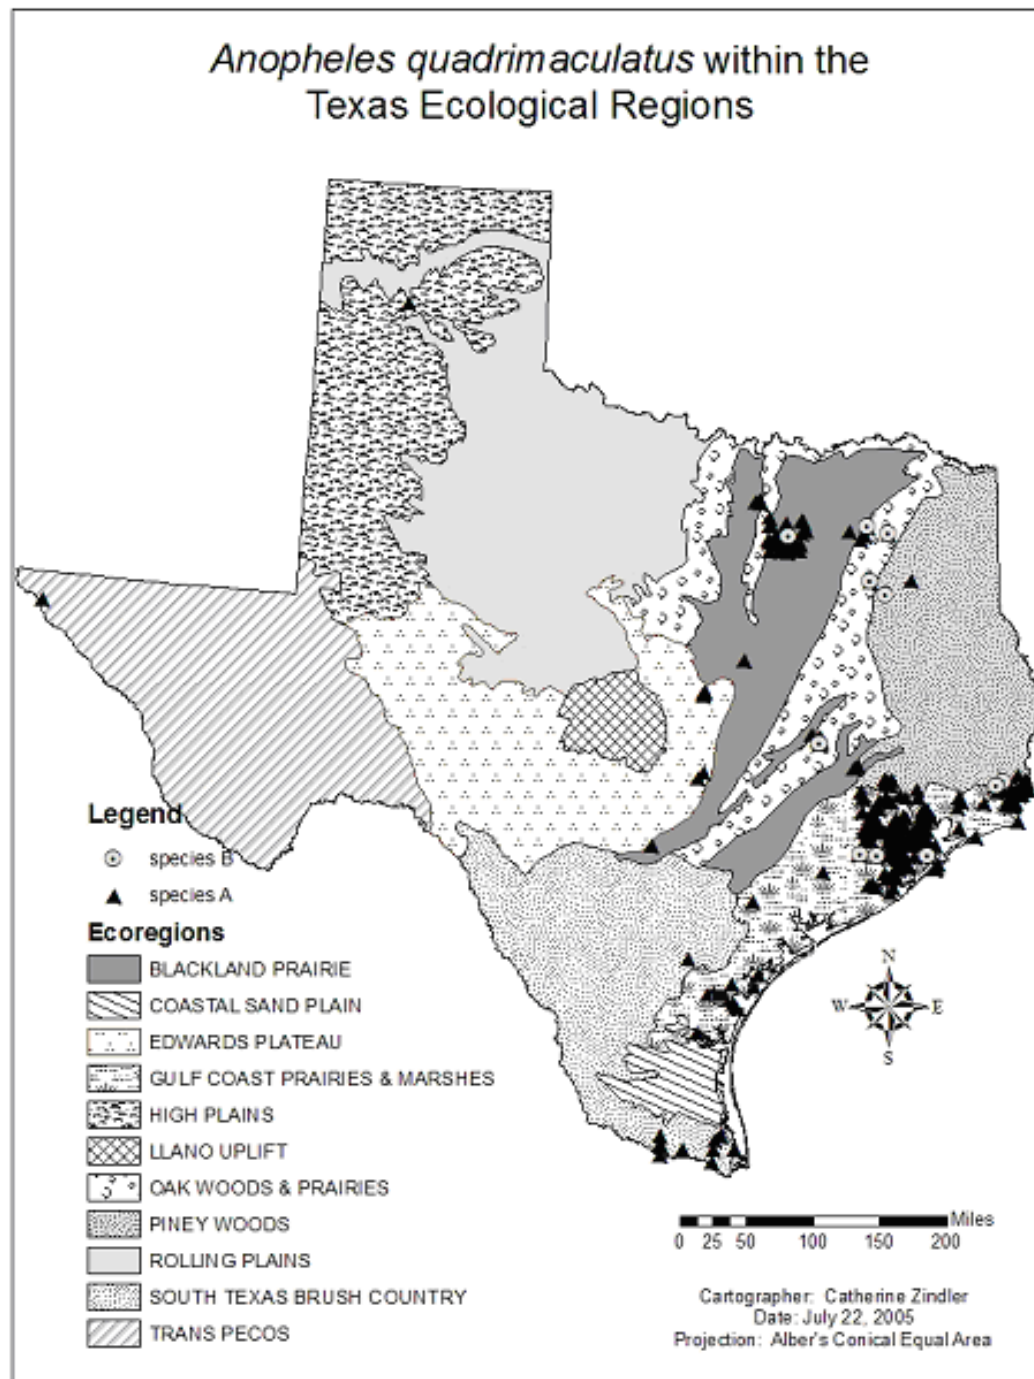 Anopheles quadrimaculatus within the
Texas Ecological Regions
Legend
species B
species A
Ecoregions
BLACKLAND PRAIRIE
COASTAL SAND PLAIN
EDWARDS PLATEAU
GULF COAST PRAIRIES & MARSHES
HIGH PLAINS
LLANO UPLIFT
OAK WOODS & PRAIRIES
PINEY WOODS
ROLLING PLAINS
SOUTH TEXAS BRUSH COUNTRY
TRANS PECOS
N
W E
S
Miles
0 25 50 100 150 200
Cartographer: Catherine Zindler
Date: July 22, 2005
Projection: Alber's Conical Equal Area